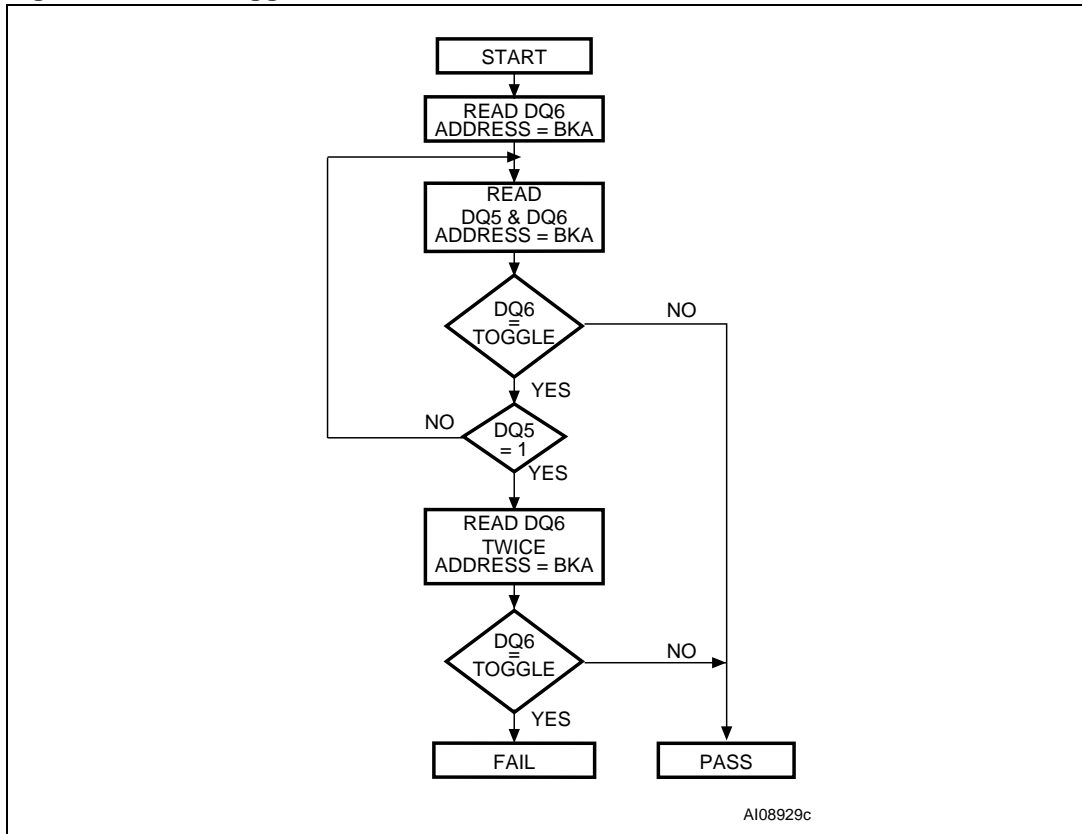 START
READ DQ6
ADDRESS = BKA
READ
DQ5 & DQ6
ADDRESS = BKA
DQ6
=
TOGGLE
NO
YES
NO
DQ5
= 1
YES
READ DQ6
TWICE
ADDRESS = BKA
DQ6
=
TOGGLE
NO
YES
FAIL
PASS
AI08929c